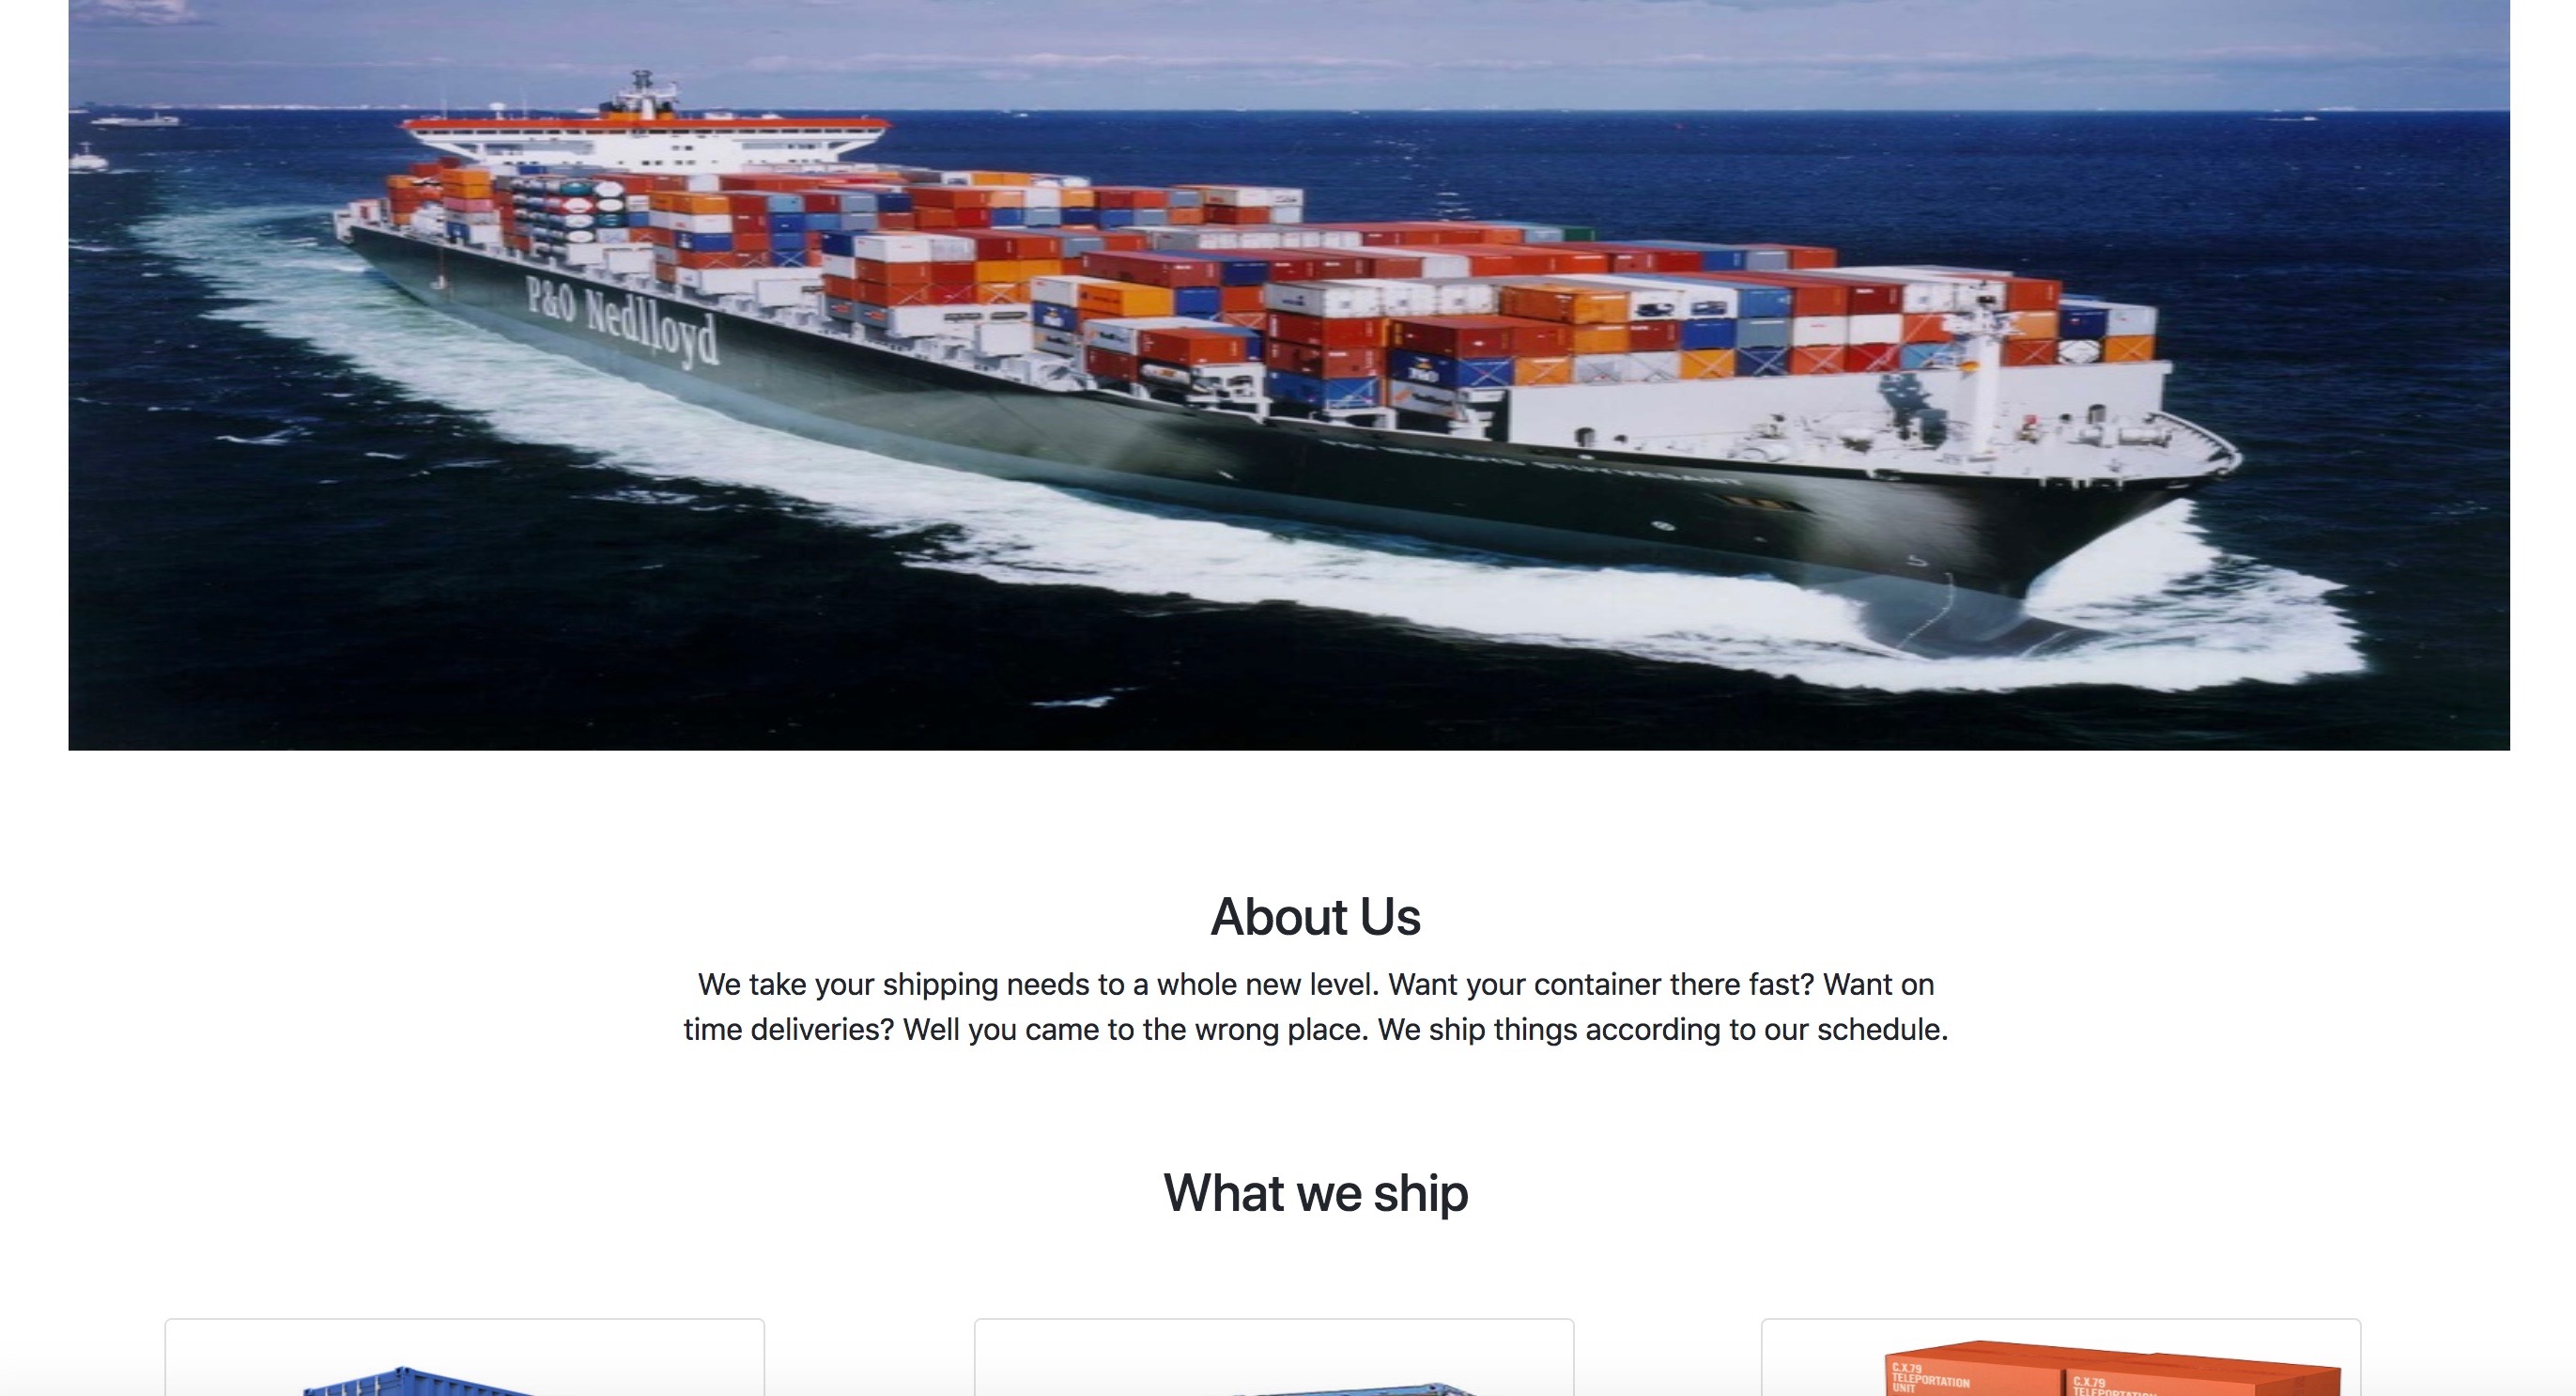 P&O Nedlloyd
About Us
We take your shipping needs to a whole new level. Want your container there fast? Want on
time deliveries? Well you came to the wrong place. We ship things according to our schedule.
What we ship
C.X.79
TELEPORTATION
UNIT
C.X.79